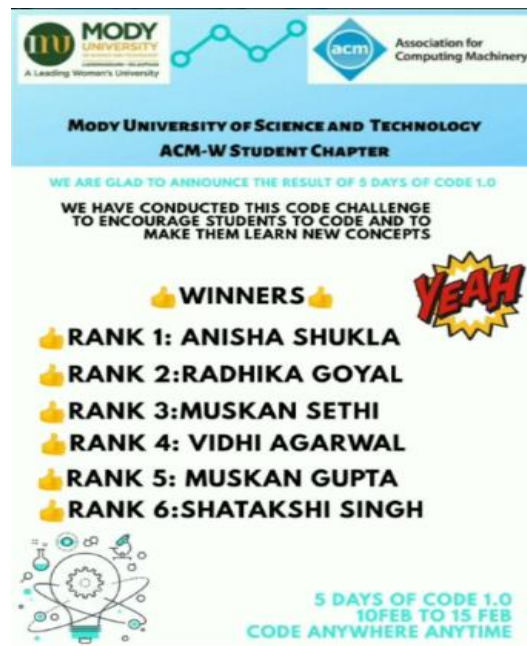 mu MODY
UNIVERSITY
A Leading Women's University
acm Association for
Computing Machinery
MODY UNIVERSITY OF SCIENCE AND TECHNOLOGY
ACM-W STUDENT CHAPTER
WE ARE GLAD TO ANNOUNCE THE RESULT OF 5 DAYS OF CODE 1.0
WE HAVE CONDUCTED THIS CODE CHALLENGE
TO ENCOURAGE STUDENTS TO CODE AND TO
MAKE THEM LEARN NEW CONCEPTS
YEAH
👍WINNERS👍
👍RANK 1: ANISHA SHUKLA
👍RANK 2:RADHIKA GOYAL
👍RANK 3:MUSKAN SETHI
👍RANK 4: VIDHI AGARWAL
👍RANK 5: MUSKAN GUPTA
👍RANK 6:SHATAKSHI SINGH
5 DAYS OF CODE 1.0
10FEB TO 15 FEB
CODE ANYWHERE ANYTIME